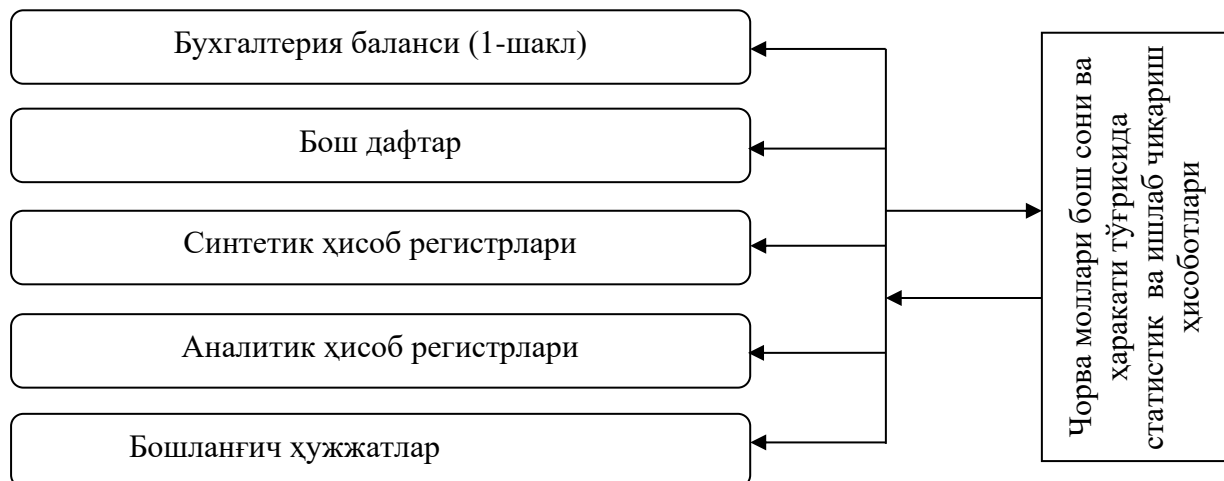 Бухгалтерия баланси (1-шакл)
Бош дафтар
Синтетик ҳисоб регистрлари
Аналитик ҳисоб регистрлари
Бошланғич ҳужжатлар
Чорва моллари бош сони ва
ҳаракати тўғрисида
статистик ва ишлаб чиқариш
ҳисоботлари